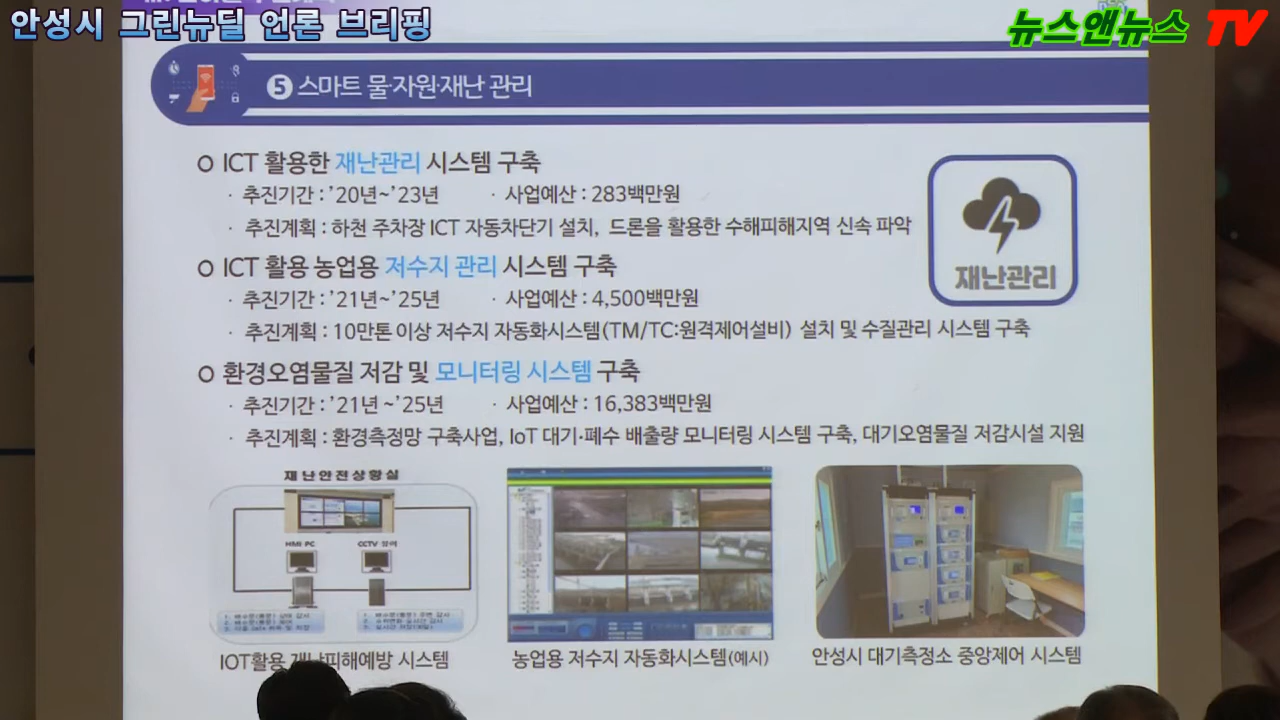 안성시 그린뉴딜 언론 브리핑
뉴스앤뉴스 TV
❺ 스마트 물·자원·재난 관리
ICT 활용한 재난관리 시스템 구축
· 추진기간 : ’20년~’23년 · 사업예산 : 283백만원
· 추진계획 : 하천 주차장 ICT 자동차단기 설치, 드론을 활용한 수해피해지역 신속 파악
재난관리
ICT 활용 농업용 저수지 관리 시스템 구축
· 추진기간 : ’21년~’25년 · 사업예산 : 4,500백만원
· 추진계획 : 10만톤 이상 저수지 자동화시스템(TM/TC:원격제어설비) 설치 및 수질관리 시스템 구축
환경오염물질 저감 및 모니터링 시스템 구축
· 추진기간 : ’21년 ~’25년 · 사업예산 : 16,383백만원
· 추진계획 : 환경측정망 구축사업, IoT 대기·폐수 배출량 모니터링 시스템 구축, 대기오염물질 저감시설 지원
재난안전상황실
HMI PC
CCTV
IOT활용 재난피해예방 시스템
농업용 저수지 자동화시스템(예시)
안성시 대기측정소 중앙제어 시스템